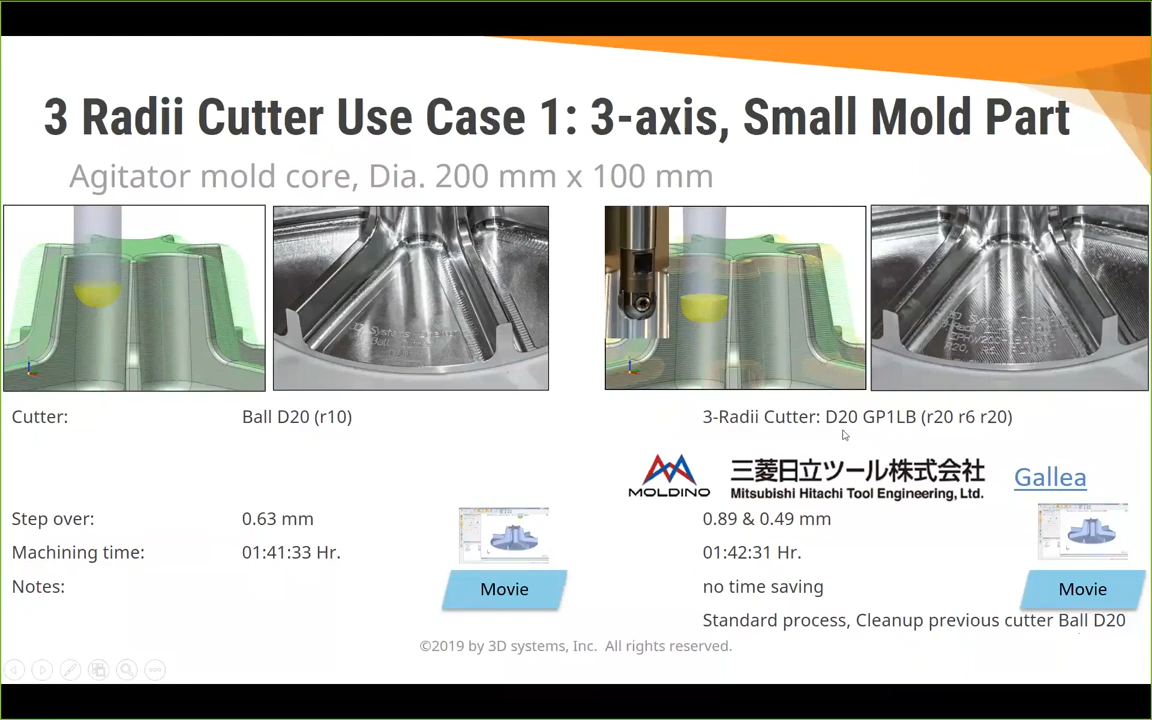 3 Radii Cutter Use Case 1: 3-axis, Small Mold Part
Agitator mold core, Dia. 200 mm x 100 mm
Cutter:
Ball D20 (r10)
3-Radii Cutter: D20 GP1LB (r20 r6 r20)
MOLDINO
三菱日立ツール株式会社
Mitsubishi Hitachi Tool Engineering, Ltd.
Gallea
Step over:
0.63 mm
0.89 & 0.49 mm
Machining time:
01:41:33 Hr.
01:42:31 Hr.
Notes:
Movie
no time saving
Movie
Standard process, Cleanup previous cutter Ball D20
©2019 by 3D systems, Inc. All rights reserved.